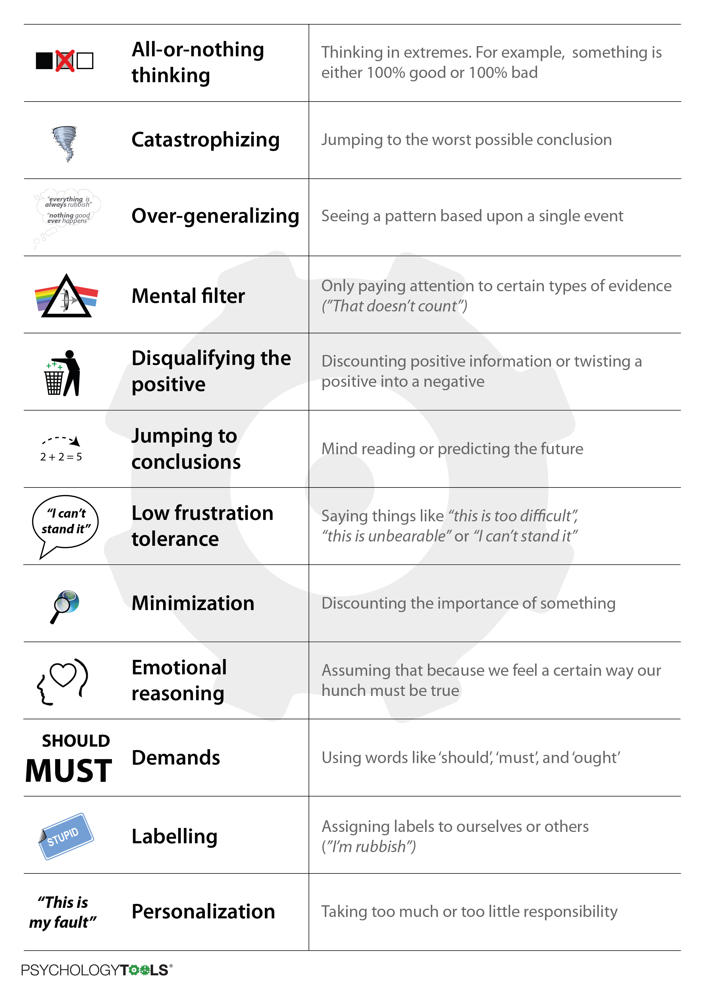 All-or-nothing
thinking
Thinking in extremes. For example,  something is
either 100% good or 100% bad
Catastrophizing
Jumping to the worst possible conclusion
“everything is
always rubbish”
“nothing good
ever happens”
Over-generalizing
Seeing a pattern based upon a single event
Mental filter
Only paying attention to certain types of evidence
(”That doesn’t count”)
Disqualifying the
positive
Discounting positive information or twisting a
positive into a negative
2 + 2 = 5
Jumping to
conclusions
Mind reading or predicting the future
“I can’t
stand it”
Low frustration
tolerance
Saying things like “this is too difficult”,
“this is unbearable” or “I can’t stand it”
Minimization
Discounting the importance of something
Emotional
reasoning
Assuming that because we feel a certain way our
hunch must be true
SHOULD
MUST
Demands
Using words like ‘should’, ‘must’, and ‘ought’
STUPID
Labelling
Assigning labels to ourselves or others
(”I’m rubbish”)
“This is
my fault”
Personalization
Taking too much or too little responsibility
PSYCHOLOGYTOOLS®